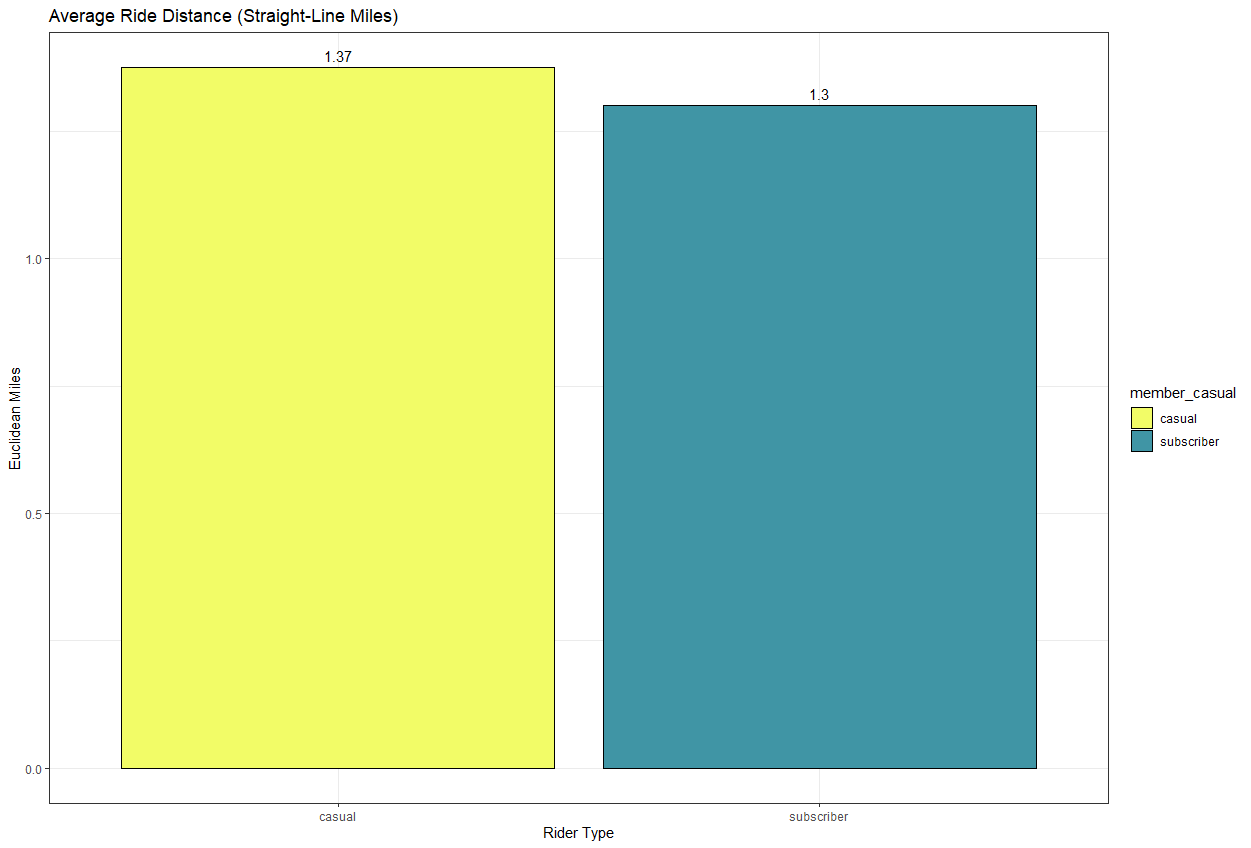 Average Ride Distance (Straight-Line Miles)
1.37
1.3
1.0
0.5
0.0
Euclidean Miles
casual
subscriber
Rider Type
member_casual
casual
subscriber